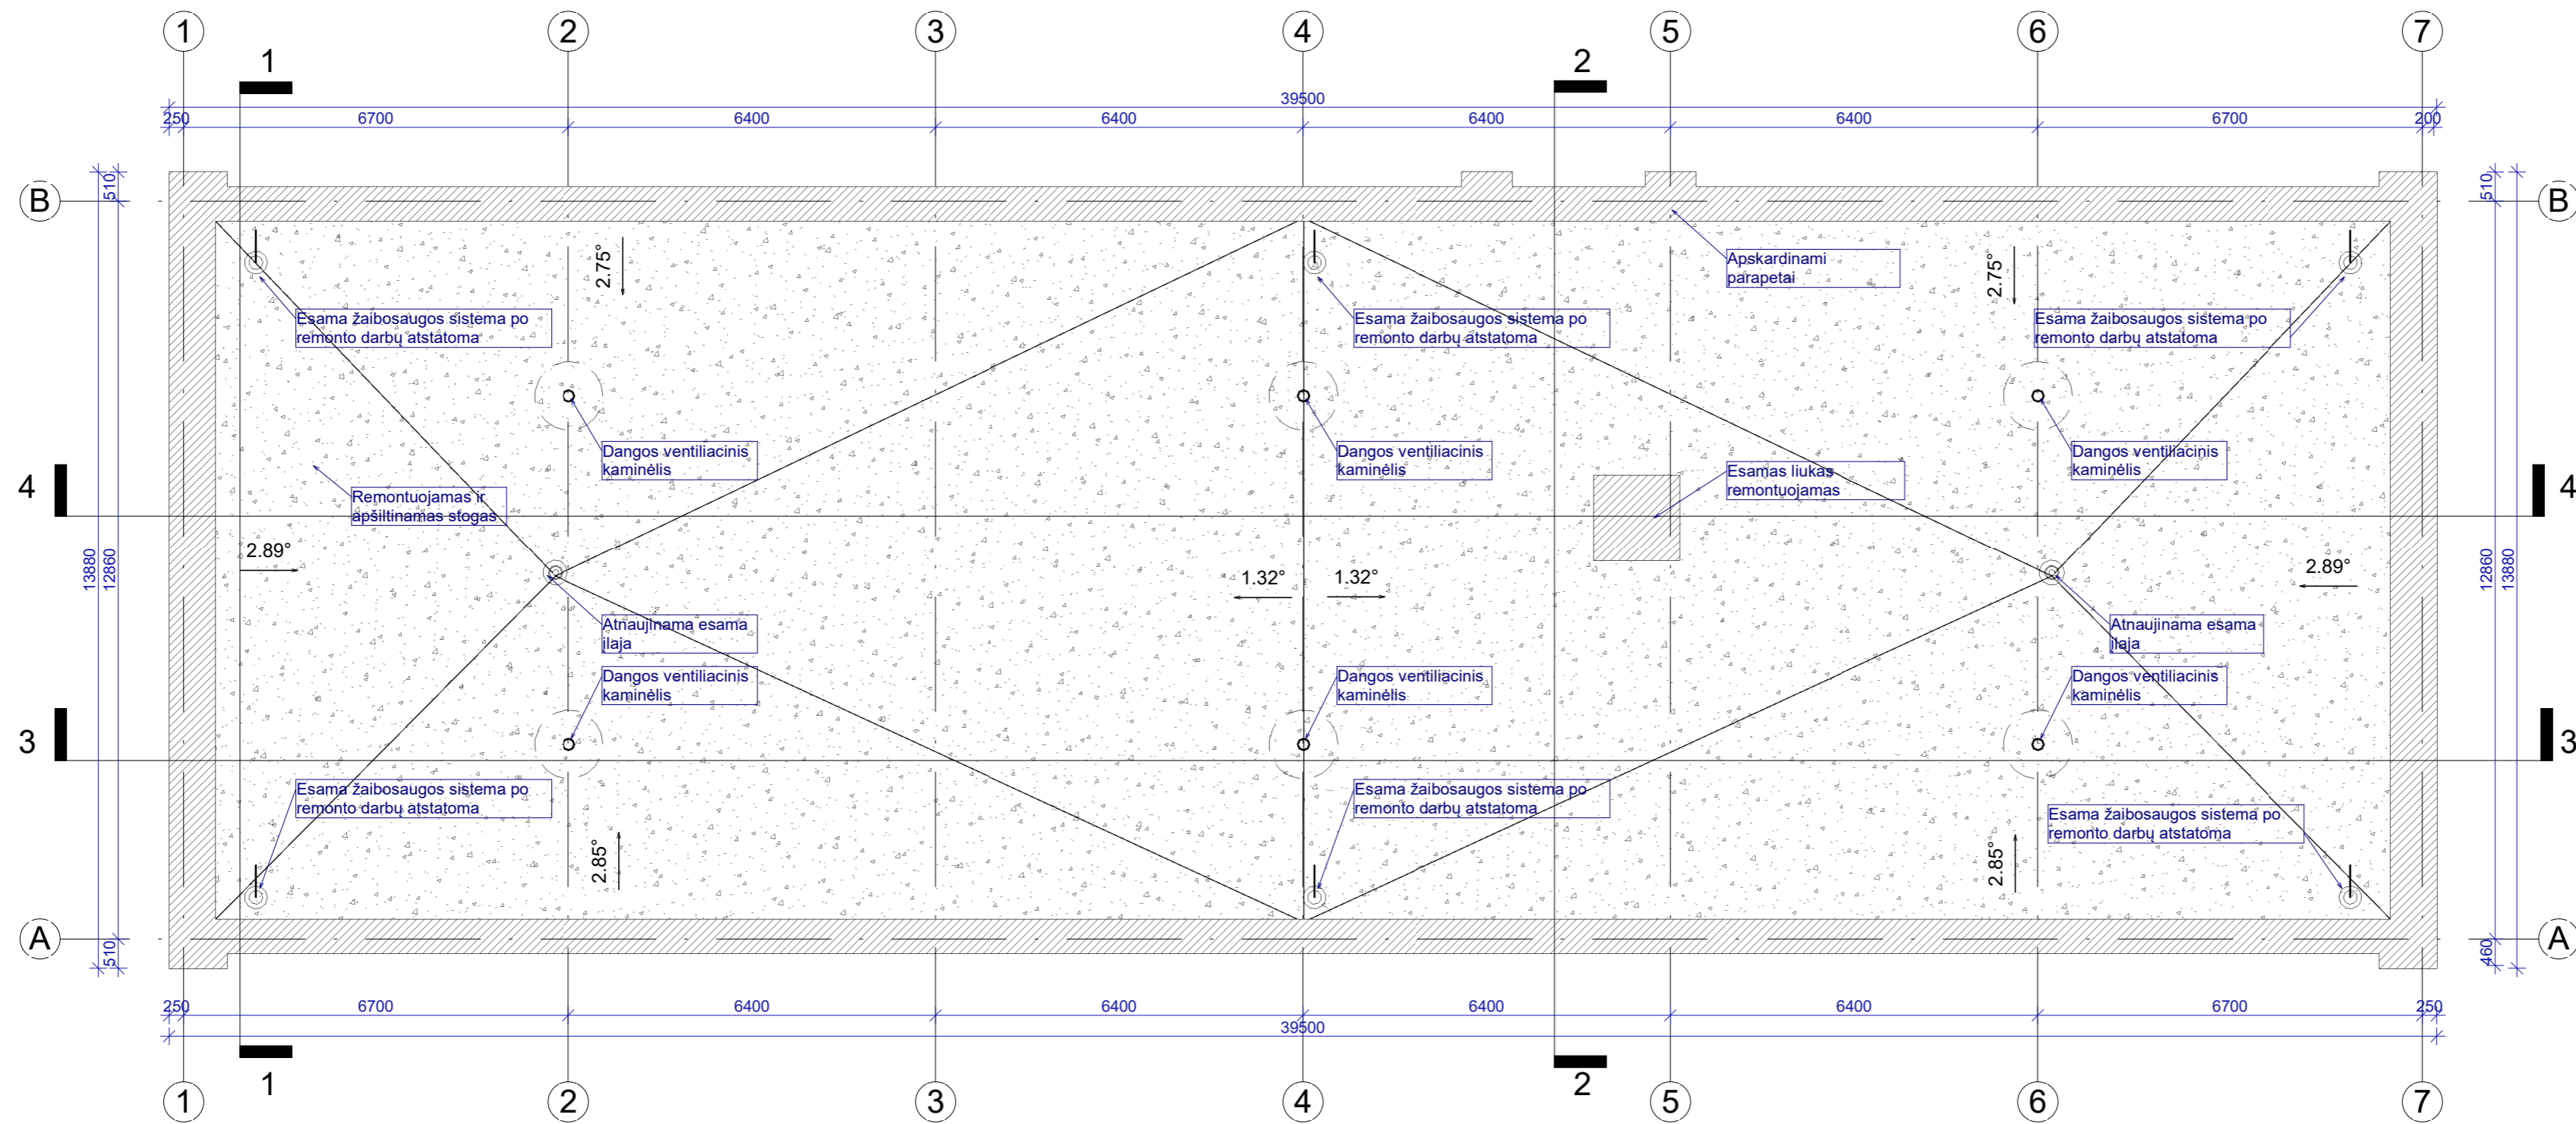 1 2 3 4 5 6 7
1 2
39500
250 6700 6400 6400 6400 6400 6700 200
510 510
B B
2.75° 2.75°
Apskardinami
parapetai
Esama žaibosaugos sistema po
remonto darbų atstatoma
Esama žaibosaugos sistema po
remonto darbų atstatoma
Esama žaibosaugos sistema po
remonto darbų atstatoma
Dangos ventiliacinis
kaminėlis
Dangos ventiliacinis
kaminėlis
Dangos ventiliacinis
kaminėlis
Esamas liukas
remontuojamas
4 4
Remontuojamas ir
apšiltinamas stogas
2.89° 1.32° 1.32° 2.89°
13880 12860 12860 13880
Atnaujinama esama
įlaja
Atnaujinama esama
įlaja
Dangos ventiliacinis
kaminėlis
Dangos ventiliacinis
kaminėlis
Dangos ventiliacinis
kaminėlis
3 3
Esama žaibosaugos sistema po
remonto darbų atstatoma
Esama žaibosaugos sistema po
remonto darbų atstatoma
Esama žaibosaugos sistema po
remonto darbų atstatoma
2.85° 2.85°
A A
510 460
250 6700 6400 6400 6400 6400 6700 250
39500
1 2
1 2 3 4 5 6 7